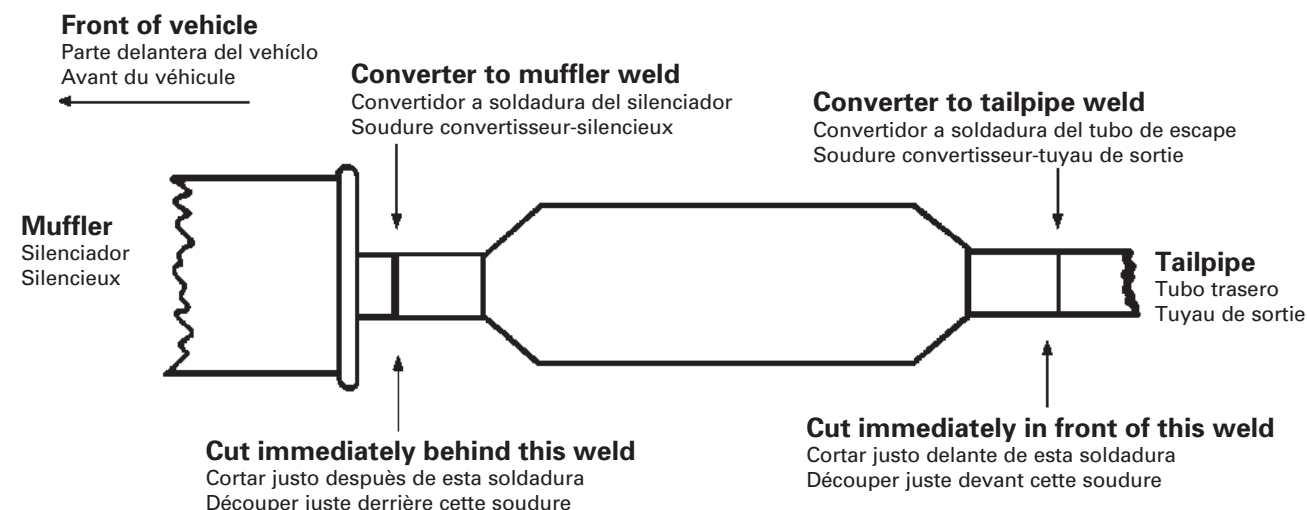 Front of vehicle
Parte delantera del vehíclo
Avant du véhicule
Converter to muffler weld
Convertidor a soldadura del silenciador
Soudure convertisseur-silencieux
Converter to tailpipe weld
Convertidor a soldadura del tubo de escape
Soudure convertisseur-tuyau de sortie
Muffler
Silenciador
Silencieux
Tailpipe
Tubo trasero
Tuyau de sortie
Cut immediately behind this weld
Cortar justo despuès de esta soldadura
Découper juste derrière cette soudure
Cut immediately in front of this weld
Cortar justo delante de esta soldadura
Découper juste devant cette soudure